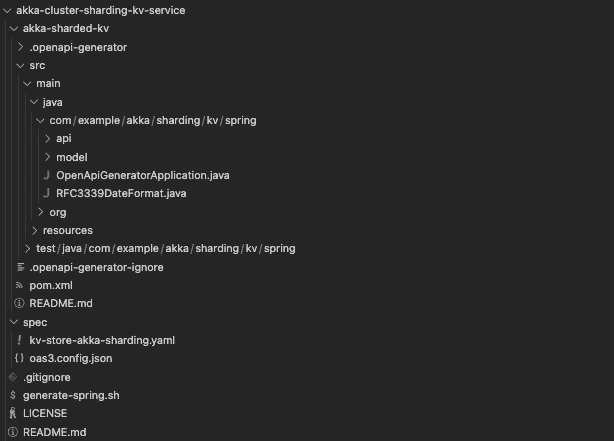 akka-cluster-sharding-kv-service
akka-sharded-kv
.openapi-generator
src
main
java
com/example/akka/sharding/kv/spring
api
model
OpenApiGeneratorApplication.java
RFC3339DateFormat.java
org
resources
test/java/com/example/akka/sharding/kv/spring
.openapi-generator-ignore
pom.xml
README.md
spec
kv-store-akka-sharding.yaml
oas3.config.json
.gitignore
generate-spring.sh
LICENSE
README.md